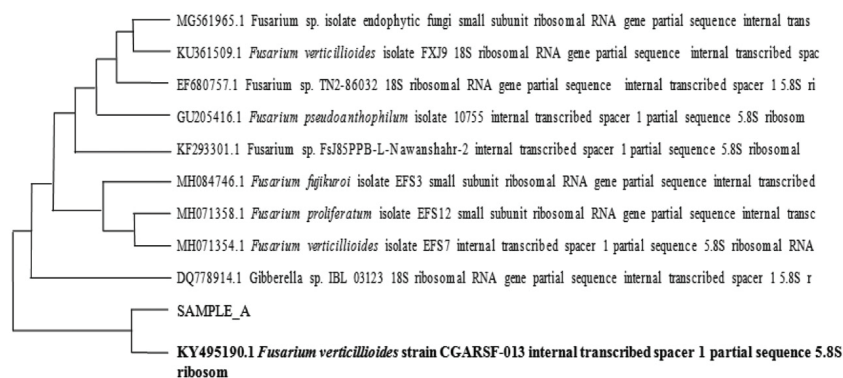 MG561965.1 Fusarium sp. isolate endophytic fungi small subunit ribosomal RNA gene partial sequence internal trans
KU361509.1 Fusarium verticillioides isolate FXJ9 18S ribosomal RNA gene partial sequence internal transcribed spac
EF680757.1 Fusarium sp. TN2-86032 18S ribosomal RNA gene partial sequence internal transcribed spacer 1 5.8S ri
GU205416.1 Fusarium pseudoanthophilum isolate 10755 internal transcribed spacer 1 partial sequence 5.8S ribosom
KF293301.1 Fusarium sp. FsJ85PPB-L-Nawanshahr-2 internal transcribed spacer 1 partial sequence 5.8S ribosomal
MH084746.1 Fusarium fujikuroi isolate EFS3 small subunit ribosomal RNA gene partial sequence internal transcribed
MH071358.1 Fusarium proliferatum isolate EFS12 small subunit ribosomal RNA gene partial sequence internal transc
MH071354.1 Fusarium verticillioides isolate EFS7 internal transcribed spacer 1 partial sequence 5.8S ribosomal RNA
DQ778914.1 Gibberella sp. IBL 03123 18S ribosomal RNA gene partial sequence internal transcribed spacer 1 5.8S r
SAMPLE_A
KY495190.1 Fusarium verticillioides strain CGARSF-013 internal transcribed spacer 1 partial sequence 5.8S
ribosom